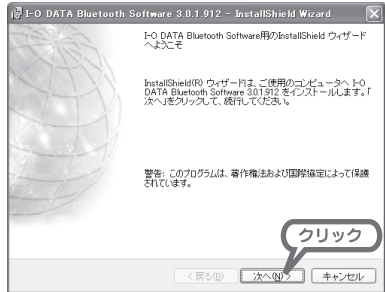 I-O DATA Bluetooth Software 3.0.1.912 - InstallShield Wizard
I-O DATA Bluetooth Software用のInstallShield ウィザード
へようこそ
InstallShield(R) ウィザードは、ご使用のコンピュータへ I-O
DATA Bluetooth Software 3.0.1.912 をインストールします。「
次へ」をクリックして、続行してください。
警告: このプログラムは、著作権法および国際協定によって保護
されています。
クリック
< 戻る(B)
次へ(N) >
キャンセル